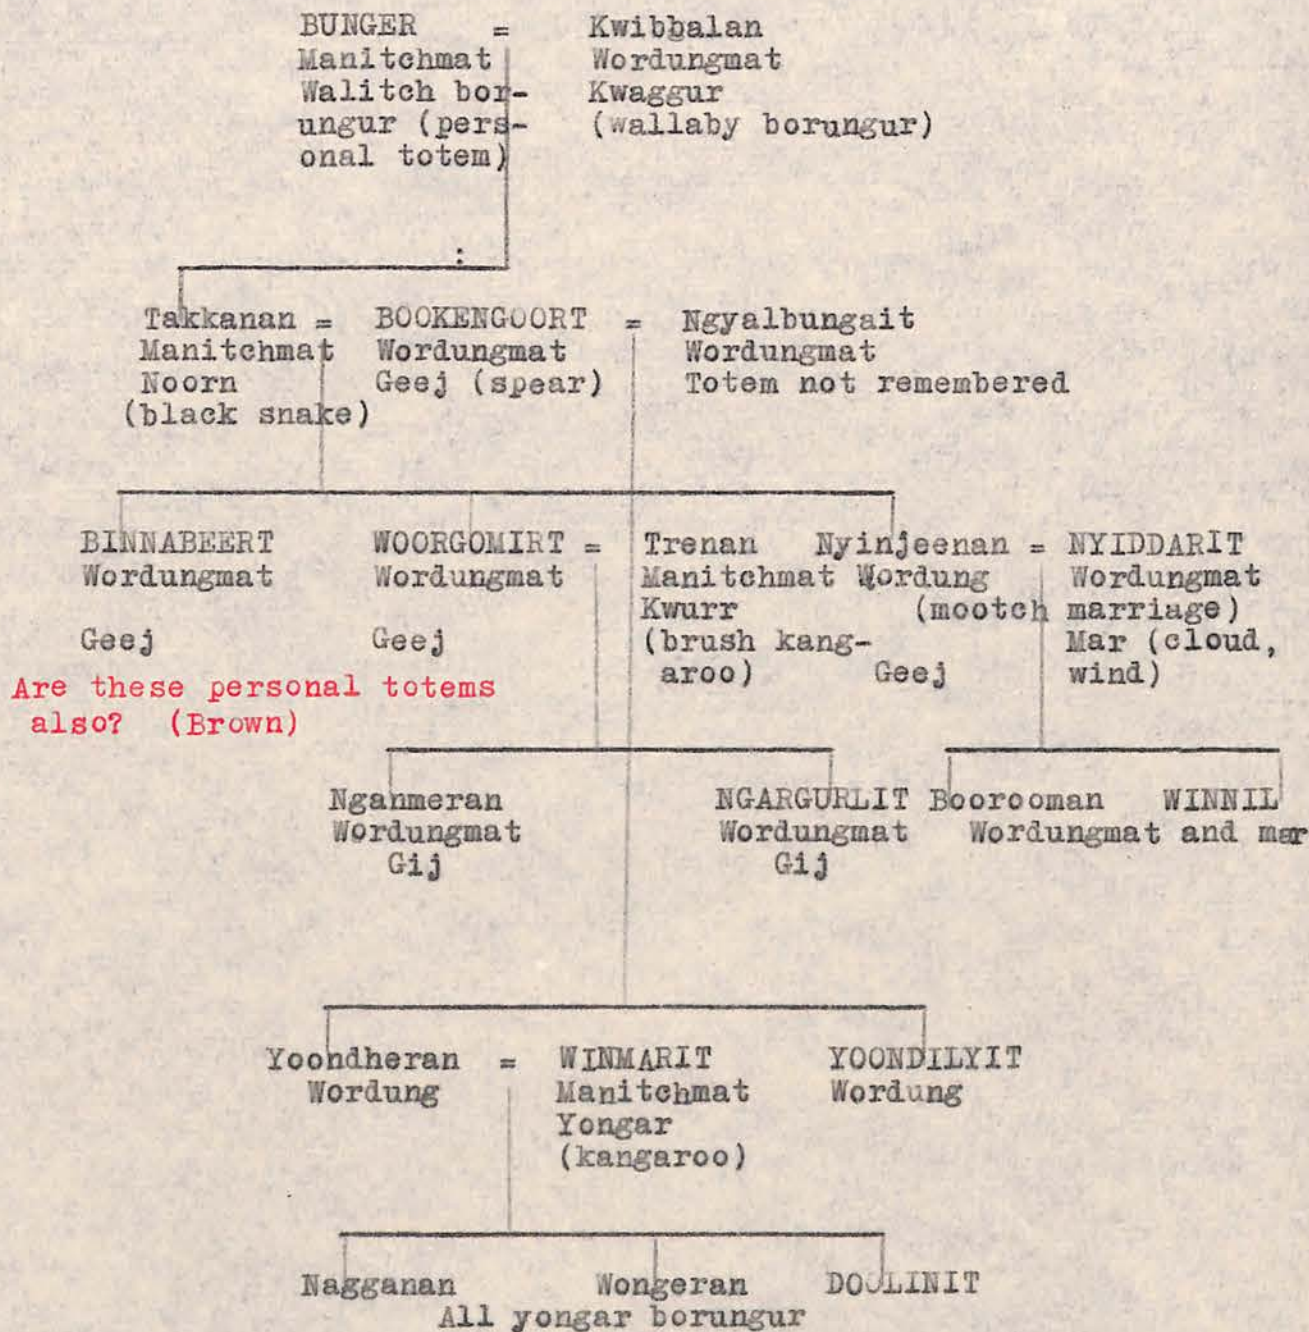 BUNGER = Kwibbalan
Manitchmat Wordungmat
Walitch bor- Kwaggur
ungur (pers- (wallaby borungur)
onal totem)
:
Takkanan = BOOKENGOORT = Ngyalbungait
Manitchmat Wordungmat Wordungmat
Noorn Geej (spear) Totem not remembered
(black snake)
BINNABEERT WOORGOMIRT = Trenan Nyinjeenan = NYIDDARIT
Wordungmat Wordungmat Manitchmat Wordung Wordungmat
Kwurr (mootch marriage)
Geej Geej (brush kang- Mar (cloud,
aroo) Geej wind)
Are these personal totems
also? (Brown)
Nganmeran NGARGURLIT Boorooman WINNIL
Wordungmat Wordungmat Wordungmat and mar
Gij Gij
Yoondheran = WINMARIT YOONDILYIT
Wordung Manitchmat Wordung
Yongar
(kangaroo)
Nagganan Wongeran DOOLINIT
All yongar borungur